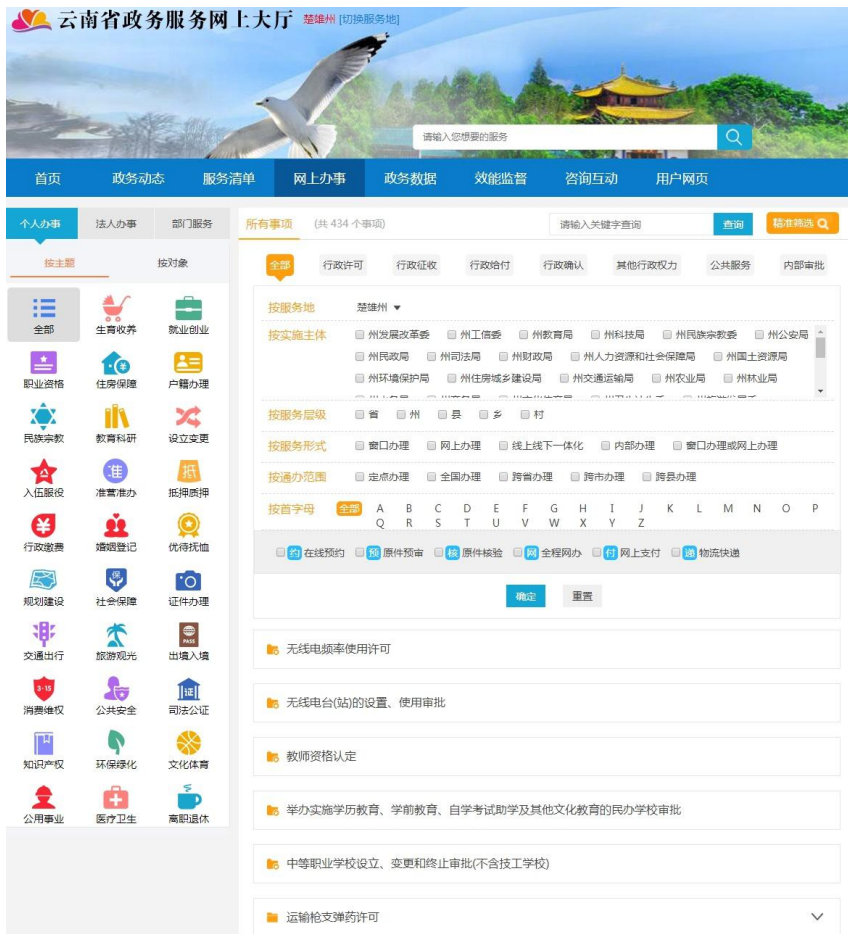 云南省政务服务网上大厅 楚雄州 [切换服务地]
请输入您想要的服务
首页 政务动态 服务清单 网上办事 政务数据 效能监督 咨询互动 用户网页
个人办事 法人办事 部门服务
按主题 按对象
全部 生育收养 就业创业
职业资格 住房保障 户籍办理
民族宗教 教育科研 设立变更
入伍服役 准营准办 抵押质押
行政缴费 婚姻登记 优待抚恤
规划建设 社会保障 证件办理
交通出行 旅游观光 出境入境
消费维权 公共安全 司法公证
知识产权 环保绿化 文化体育
公用事业 医疗卫生 离职退休
所有事项 (共 434 个事项) 请输入关键字查询 查询 精准筛选
全部 行政许可 行政征收 行政给付 行政确认 其他行政权力 公共服务 内部审批
按服务地 楚雄州
按实施主体 州发展改革委 州工信委 州教育局 州科技局 州民族宗教委 州公安局
州民政局 州司法局 州财政局 州人力资源和社会保障局 州国土资源局
州环境保护局 州住房城乡建设局 州交通运输局 州农业局 州林业局
按服务层级 省 州 县 乡 村
按服务形式 窗口办理 网上办理 线上线下一体化 内部办理 窗口办理或网上办理
按通办范围 定点办理 全国办理 跨省办理 跨市办理 跨县办理
按首字母 全部 A B C D E F G H I J K L M N O P
Q R S T U V W X Y Z
约 在线预约 预 原件预审 核 原件核验 网 全程网办 付 网上支付 递 物流快递
确定 重置
无线电频率使用许可
无线电台(站)的设置、使用审批
教师资格认定
举办实施学历教育、学前教育、自学考试助学及其他文化教育的民办学校审批
中等职业学校设立、变更和终止审批(不含技工学校)
运输枪支弹药许可